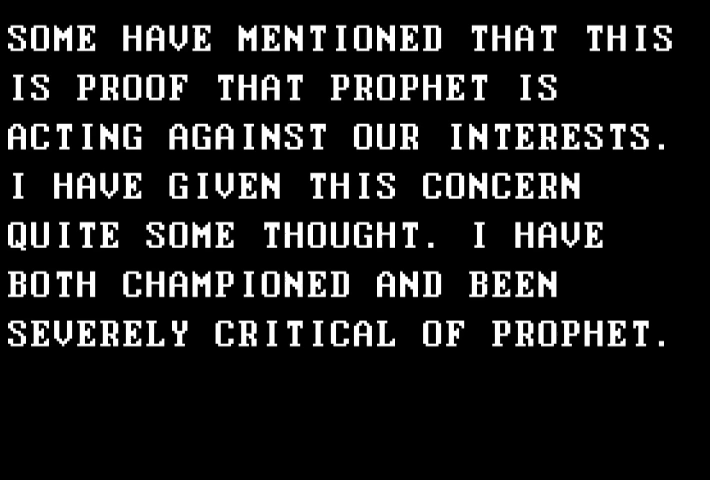 SOME HAVE MENTIONED THAT THIS
IS PROOF THAT PROPHET IS
ACTING AGAINST OUR INTERESTS.
I HAVE GIVEN THIS CONCERN
QUITE SOME THOUGHT. I HAVE
BOTH CHAMPIONED AND BEEN
SEVERELY CRITICAL OF PROPHET.